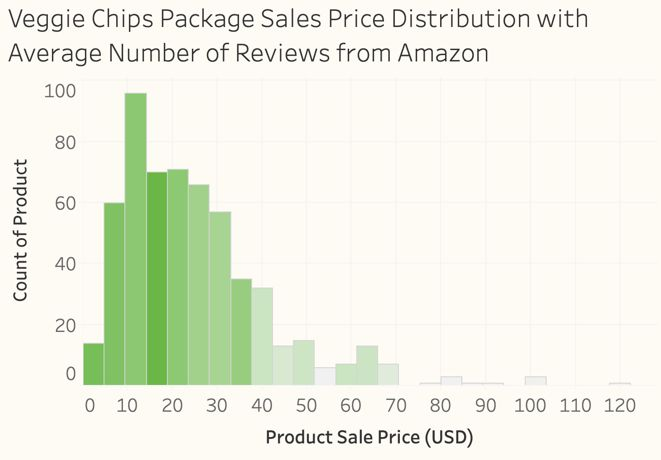 Veggie Chips Package Sales Price Distribution with
Average Number of Reviews from Amazon
100
80
60
40
20
0
Count of Product
0 10 20 30 40 50 60 70 80 90 100 110 120
Product Sale Price (USD)